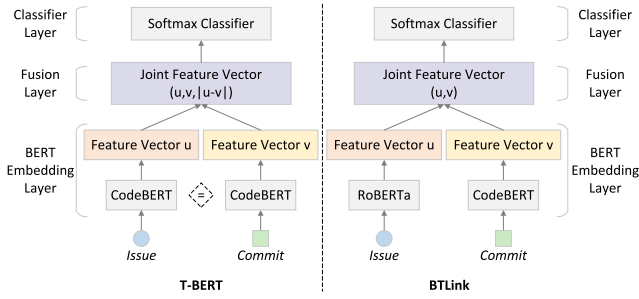 Classifier
Layer
Softmax Classifier
Softmax Classifier
Classifier
Layer
Fusion
Layer
Joint Feature Vector
(u,v,|u-v|)
Joint Feature Vector
(u,v)
Fusion
Layer
BERT
Embedding
Layer
Feature Vector u
Feature Vector v
Feature Vector u
Feature Vector v
BERT
Embedding
Layer
CodeBERT
=
CodeBERT
RoBERTa
CodeBERT
Issue
Commit
Issue
Commit
T-BERT
BTLink